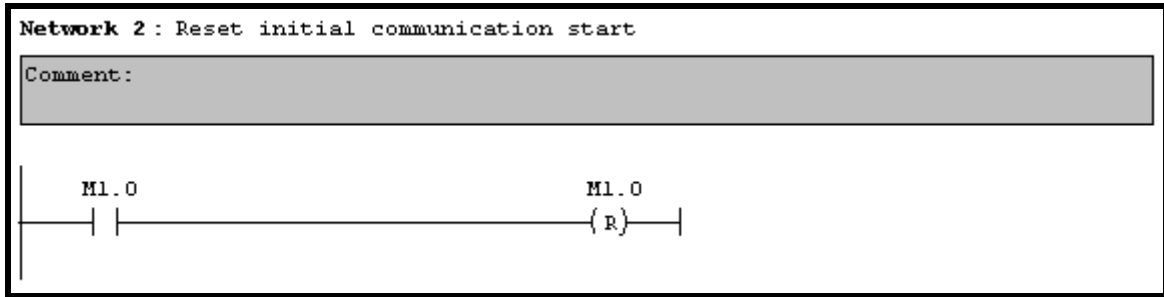 Network 2 : Reset initial communication start
Comment:
M1.0 M1.0
R